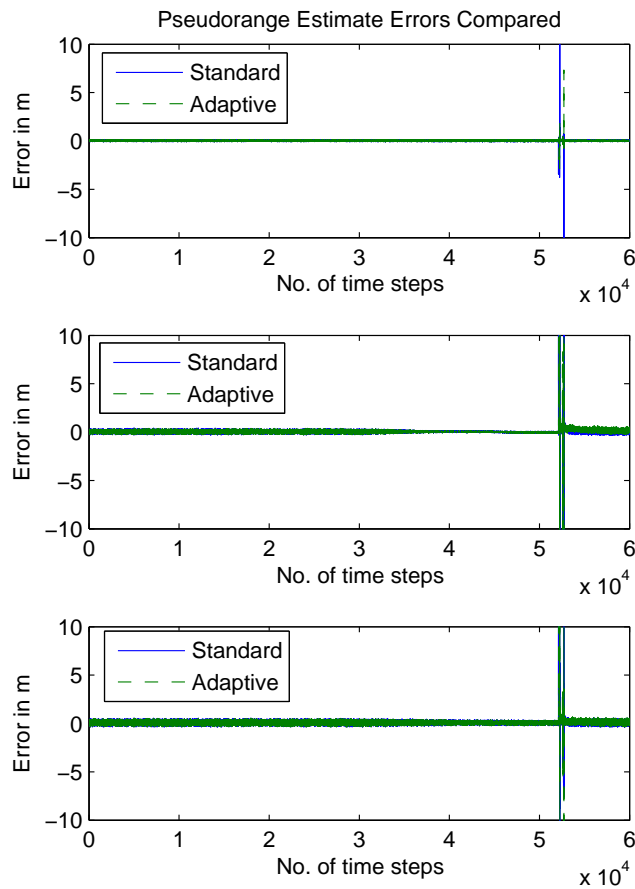 Pseudorange Estimate Errors Compared
10
5
0
−5
−10
Error in m
Standard
Adaptive
0 1 2 3 4 5 6
No. of time steps
x 10^4
10
5
0
−5
−10
Error in m
Standard
Adaptive
0 1 2 3 4 5 6
No. of time steps
x 10^4
10
5
0
−5
−10
Error in m
Standard
Adaptive
0 1 2 3 4 5 6
No. of time steps
x 10^4